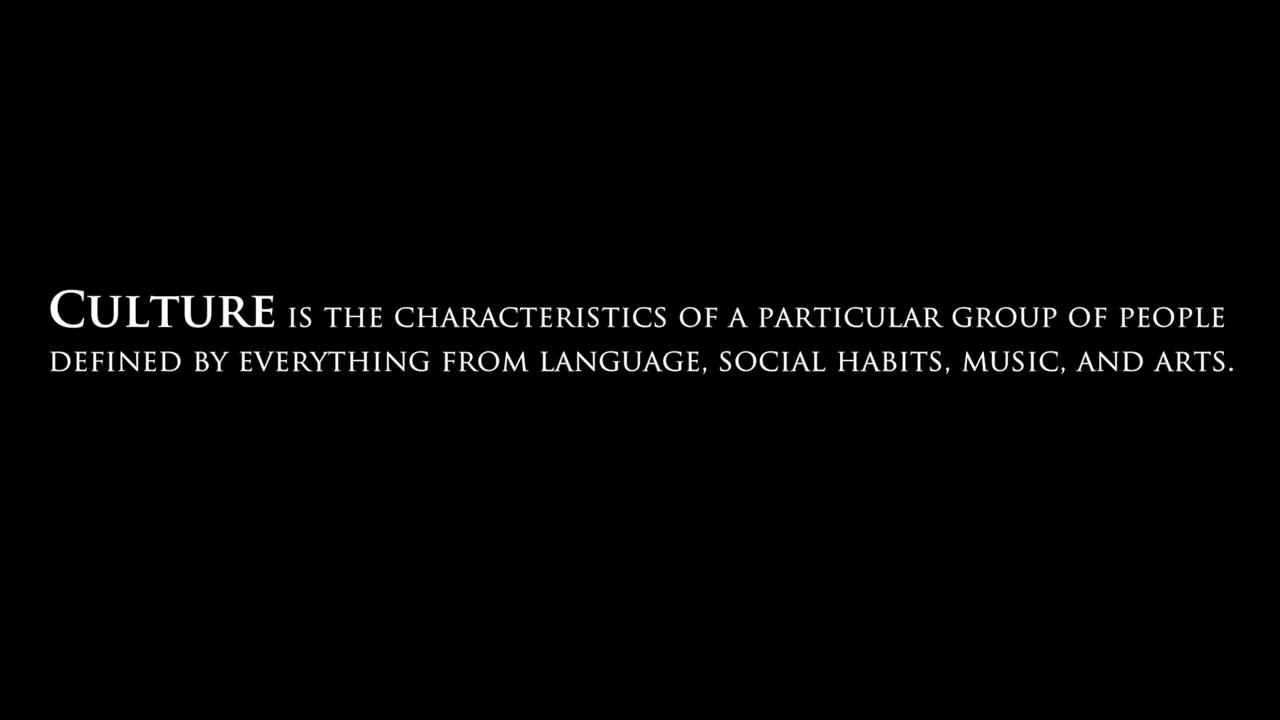 Culture is the characteristics of a particular group of people
defined by everything from language, social habits, music, and arts.